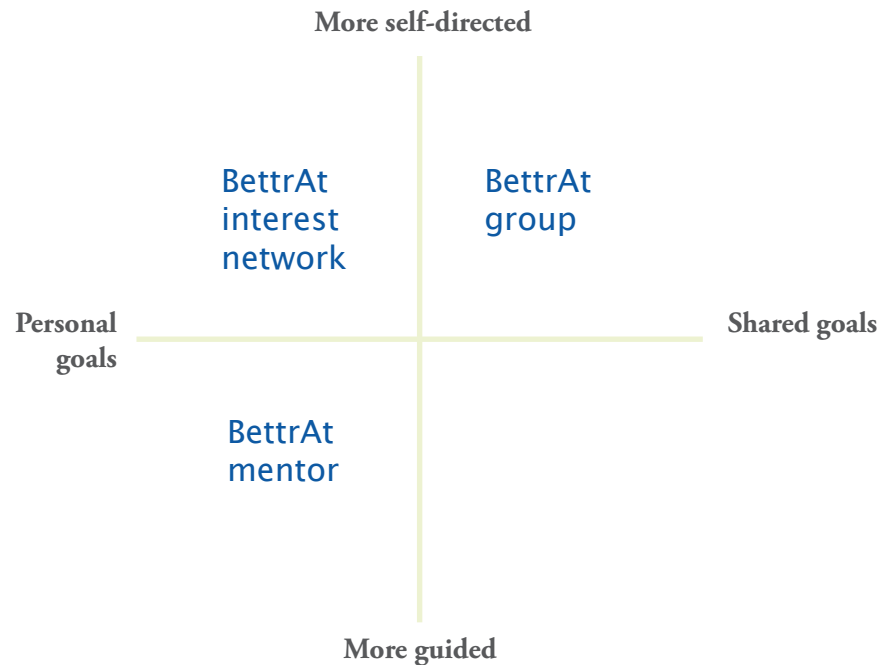 More self-directed
BettrAt
interest
network
BettrAt
group
Personal
goals
Shared goals
BettrAt
mentor
More guided